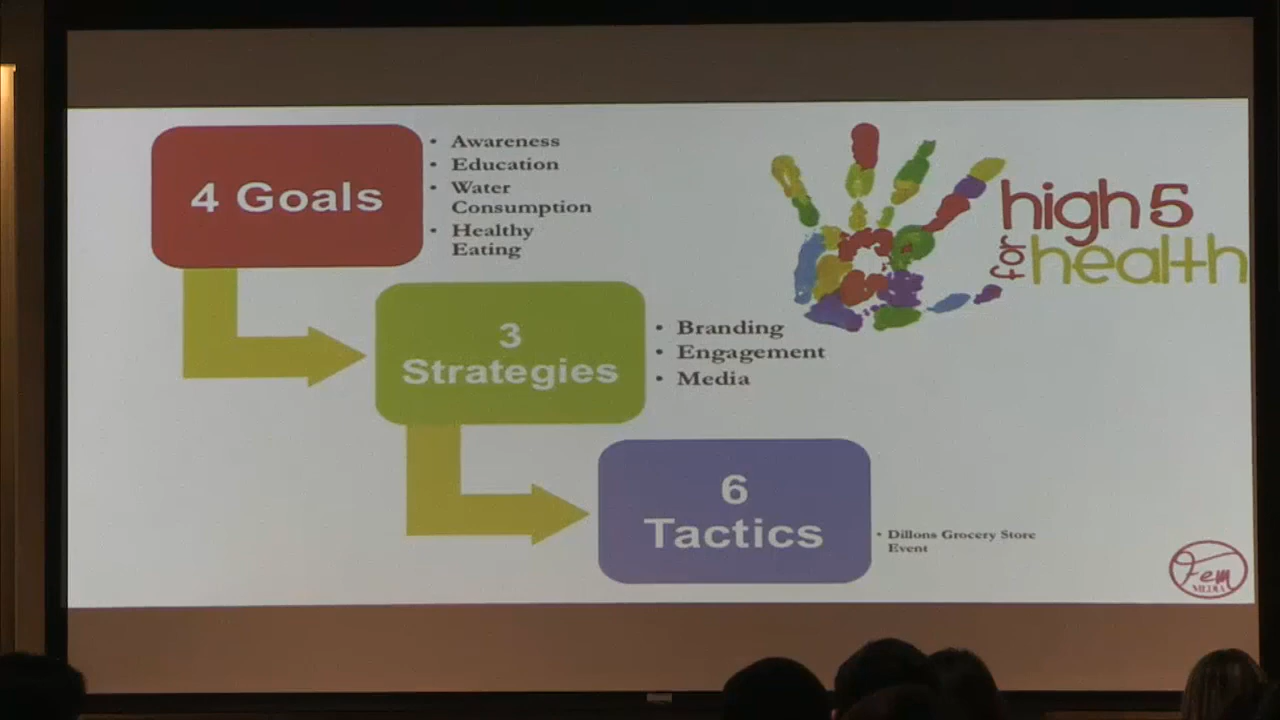 4 Goals
• Awareness
• Education
• Water
Consumption
• Healthy
Eating
high 5
for
health
3
Strategies
• Branding
• Engagement
• Media
6
Tactics
• Dillons Grocery Store
Event
Fem
MEDIA